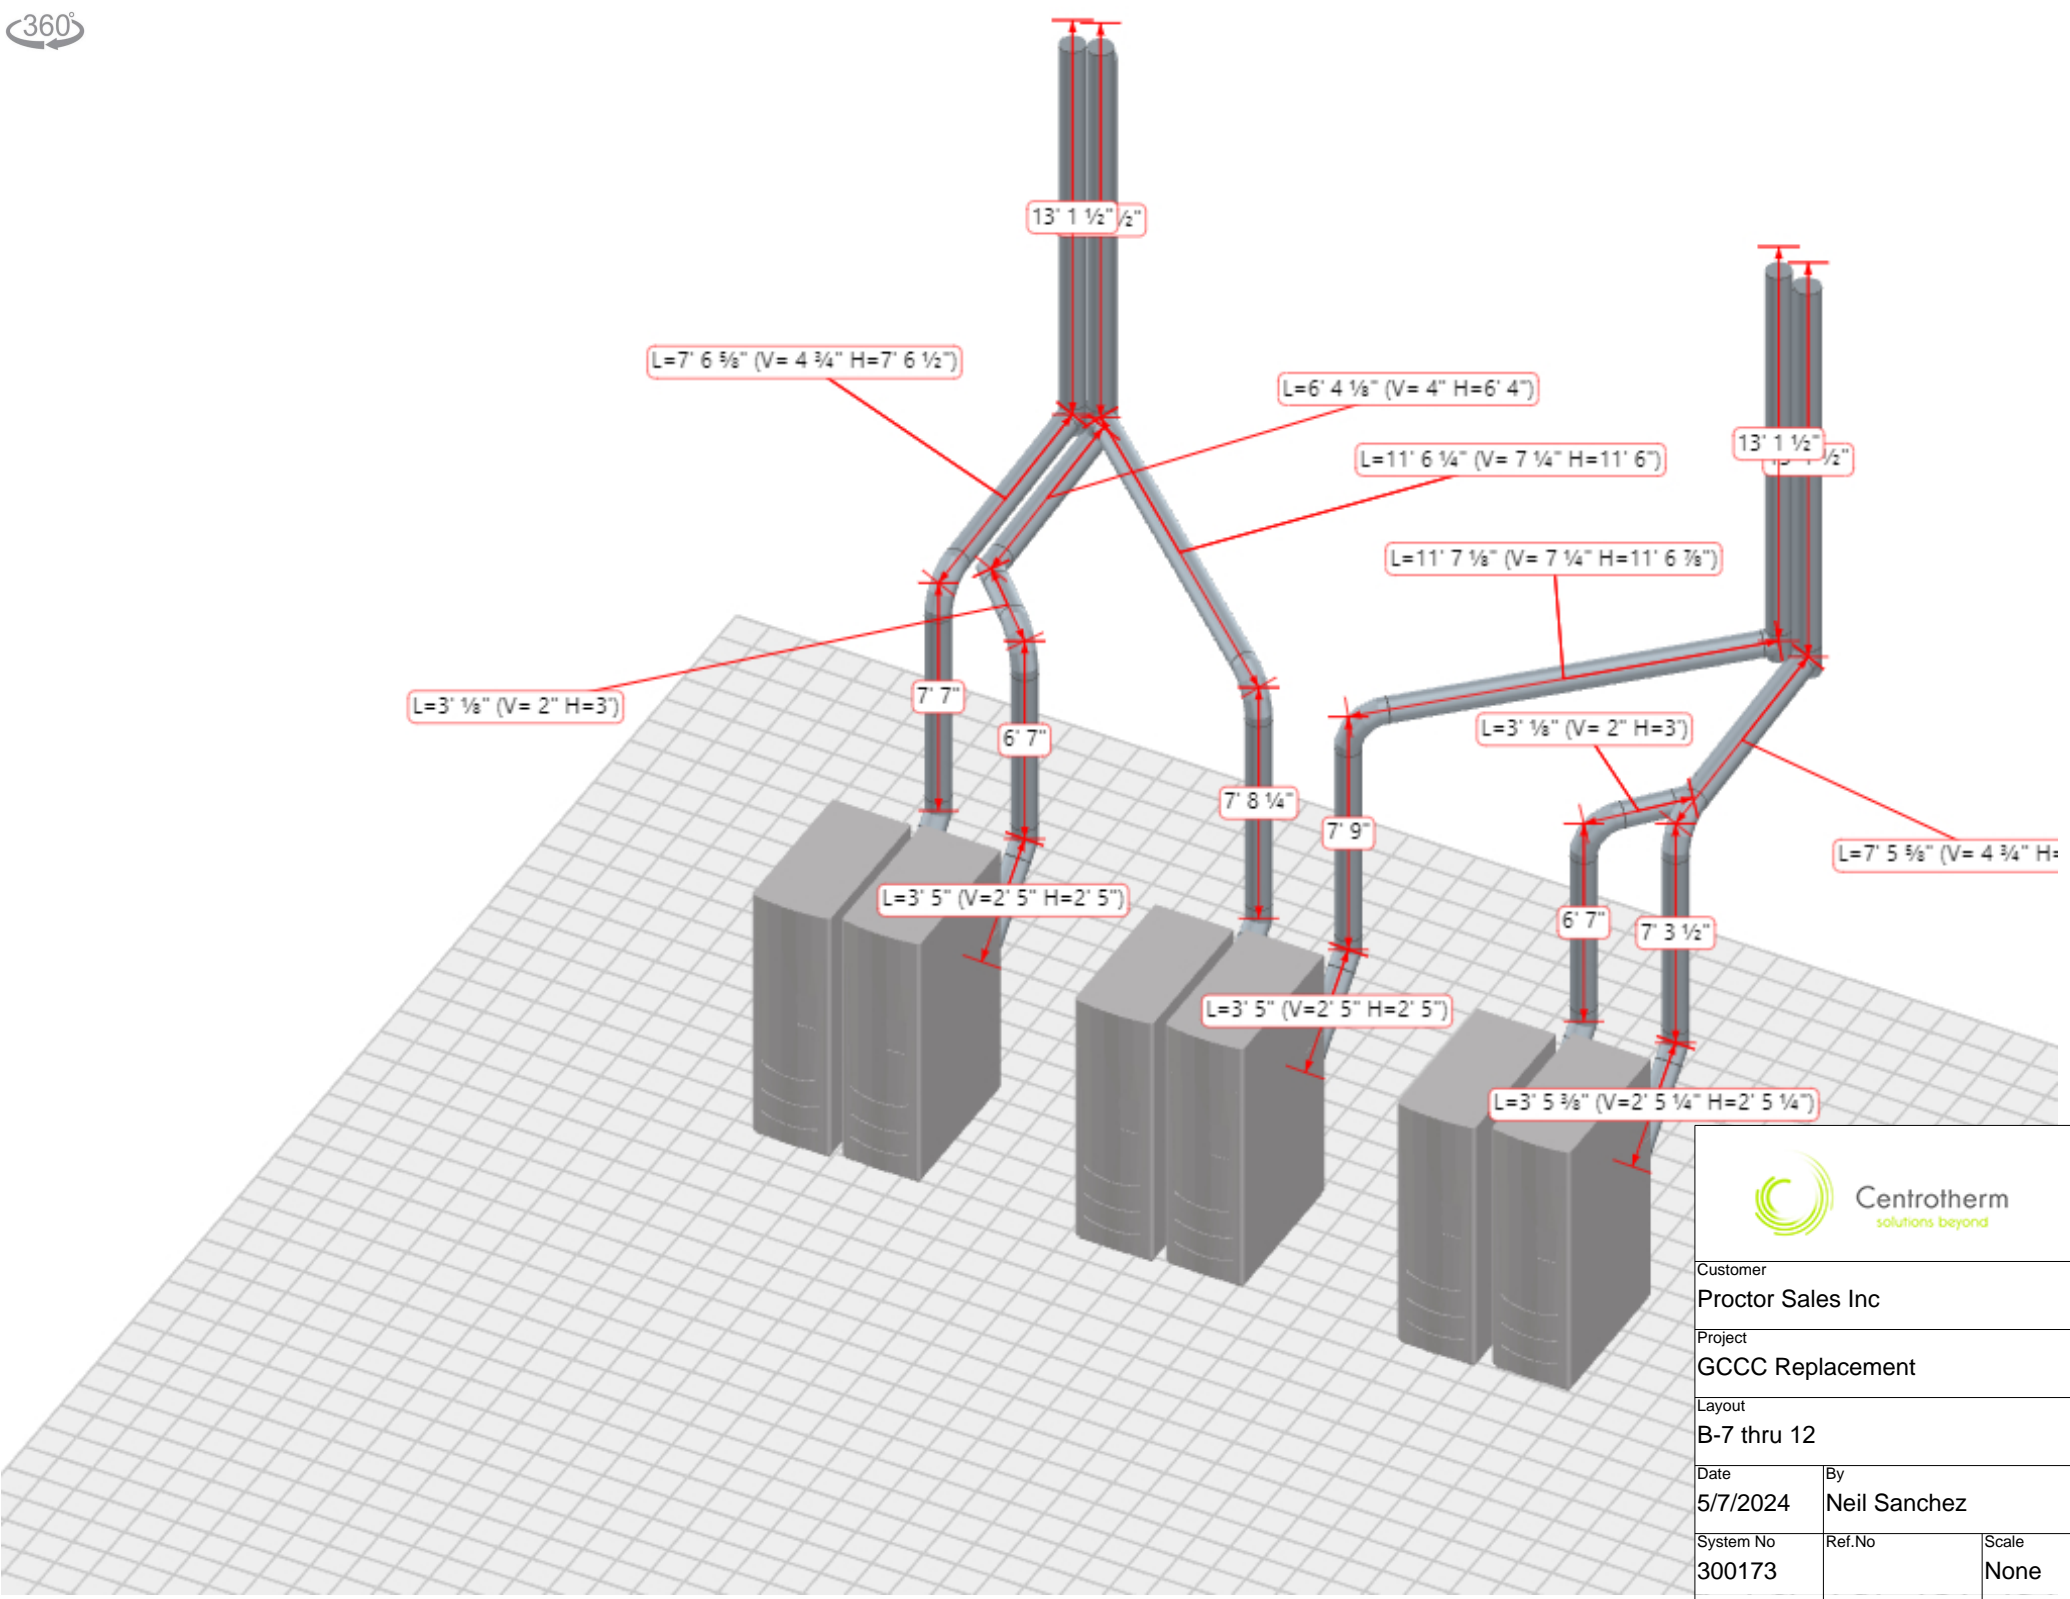 360°
13' 1 ½"
½"
L=7' 6 ⅝" (V= 4 ¾" H=7' 6 ½")
L=6' 4 ⅛" (V= 4" H=6' 4")
L=11' 6 ¼" (V= 7 ¼" H=11' 6")
13' 1 ½"
½"
L=11' 7 ⅛" (V= 7 ¼" H=11' 6 ⅞")
L=3' ⅛" (V= 2" H=3')
7' 7"
6' 7"
L=3' ⅛" (V= 2" H=3')
7' 8 ¼"
7' 9"
L=7' 5 ⅝" (V= 4 ¾" H=
L=3' 5" (V=2' 5" H=2' 5")
6' 7"
7' 3 ½"
L=3' 5" (V=2' 5" H=2' 5")
L=3' 5 ⅜" (V=2' 5 ¼" H=2' 5 ¼")
Centrotherm
solutions beyond
Customer
Proctor Sales Inc
Project
GCCC Replacement
Layout
B-7 thru 12
Date By
5/7/2024 Neil Sanchez
System No Ref.No Scale
300173 None